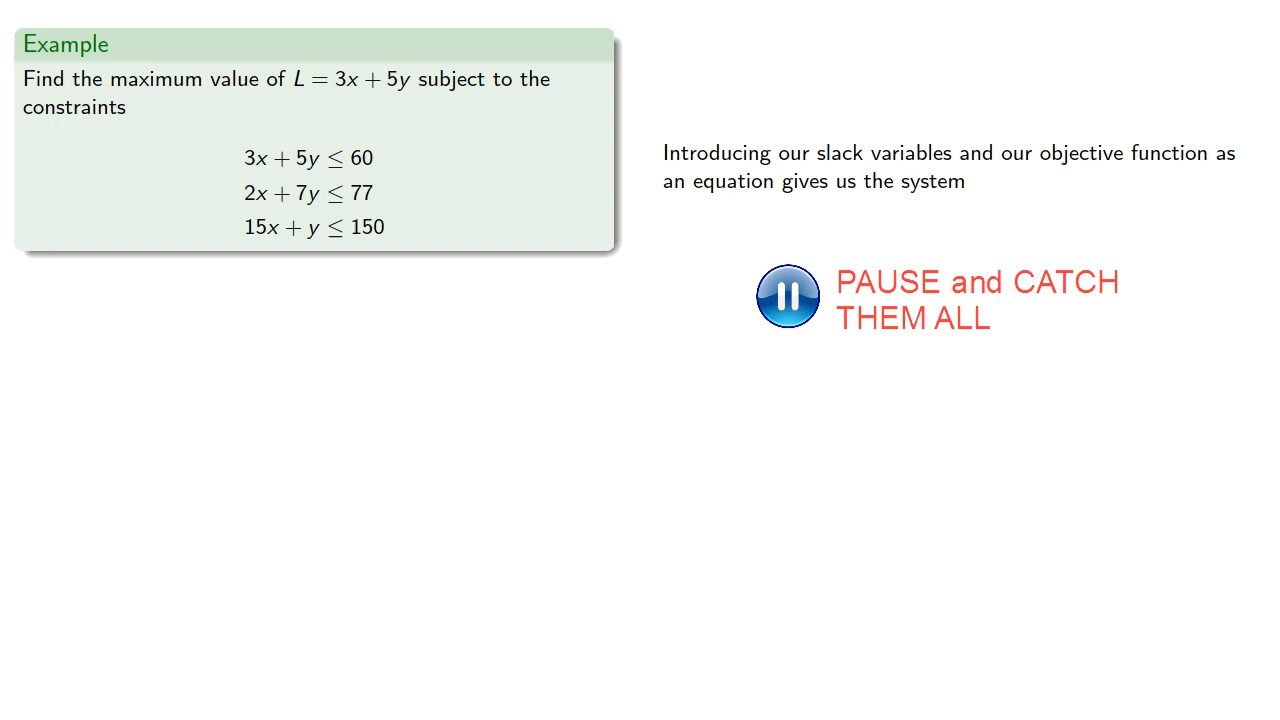 Example
Find the maximum value of L = 3x + 5y subject to the
constraints
3x + 5y ≤ 60
2x + 7y ≤ 77
15x + y ≤ 150
Introducing our slack variables and our objective function as
an equation gives us the system
PAUSE and CATCH
THEM ALL